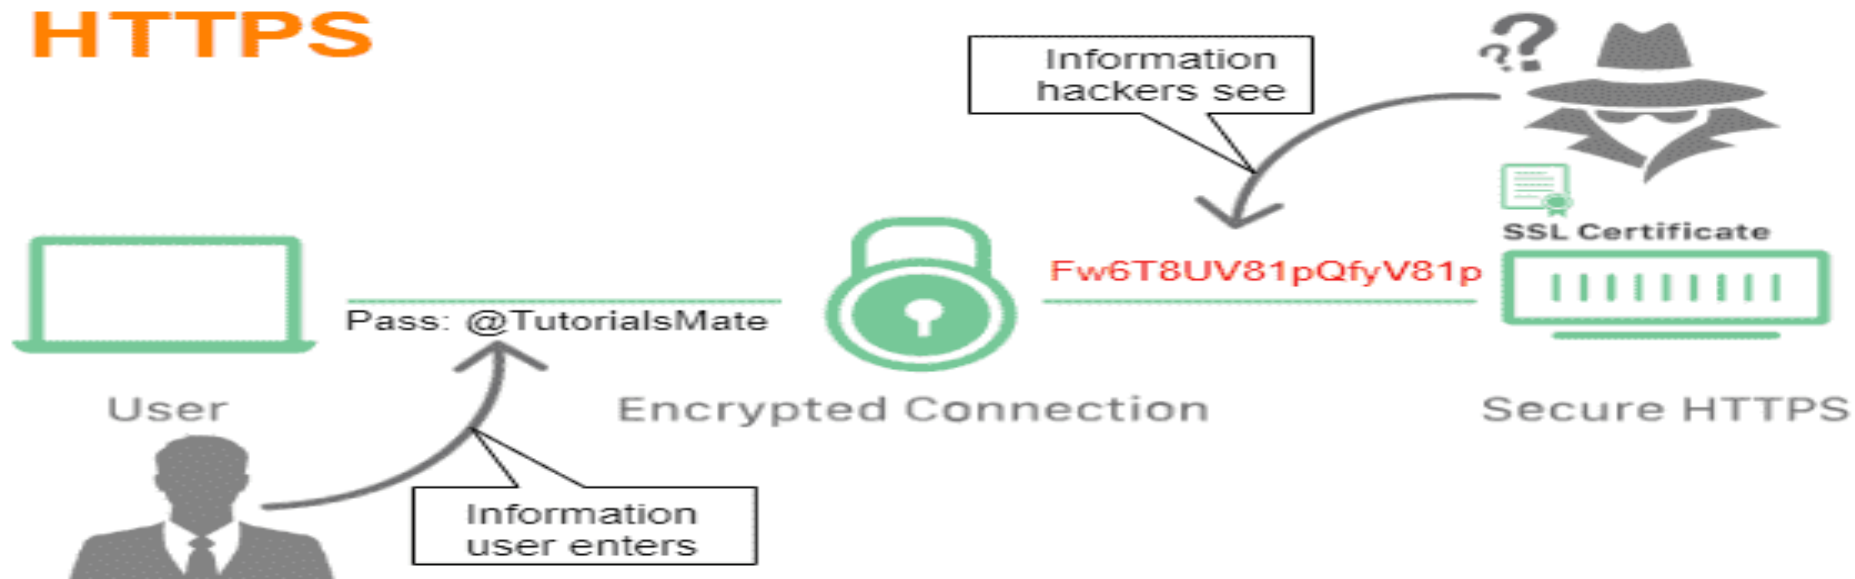 HTTPS
Information
hackers see
??
SSL Certificate
Fw6T8UV81pQfyV81p
Pass: @TutorialsMate
User
Encrypted Connection
Secure HTTPS
Information
user enters